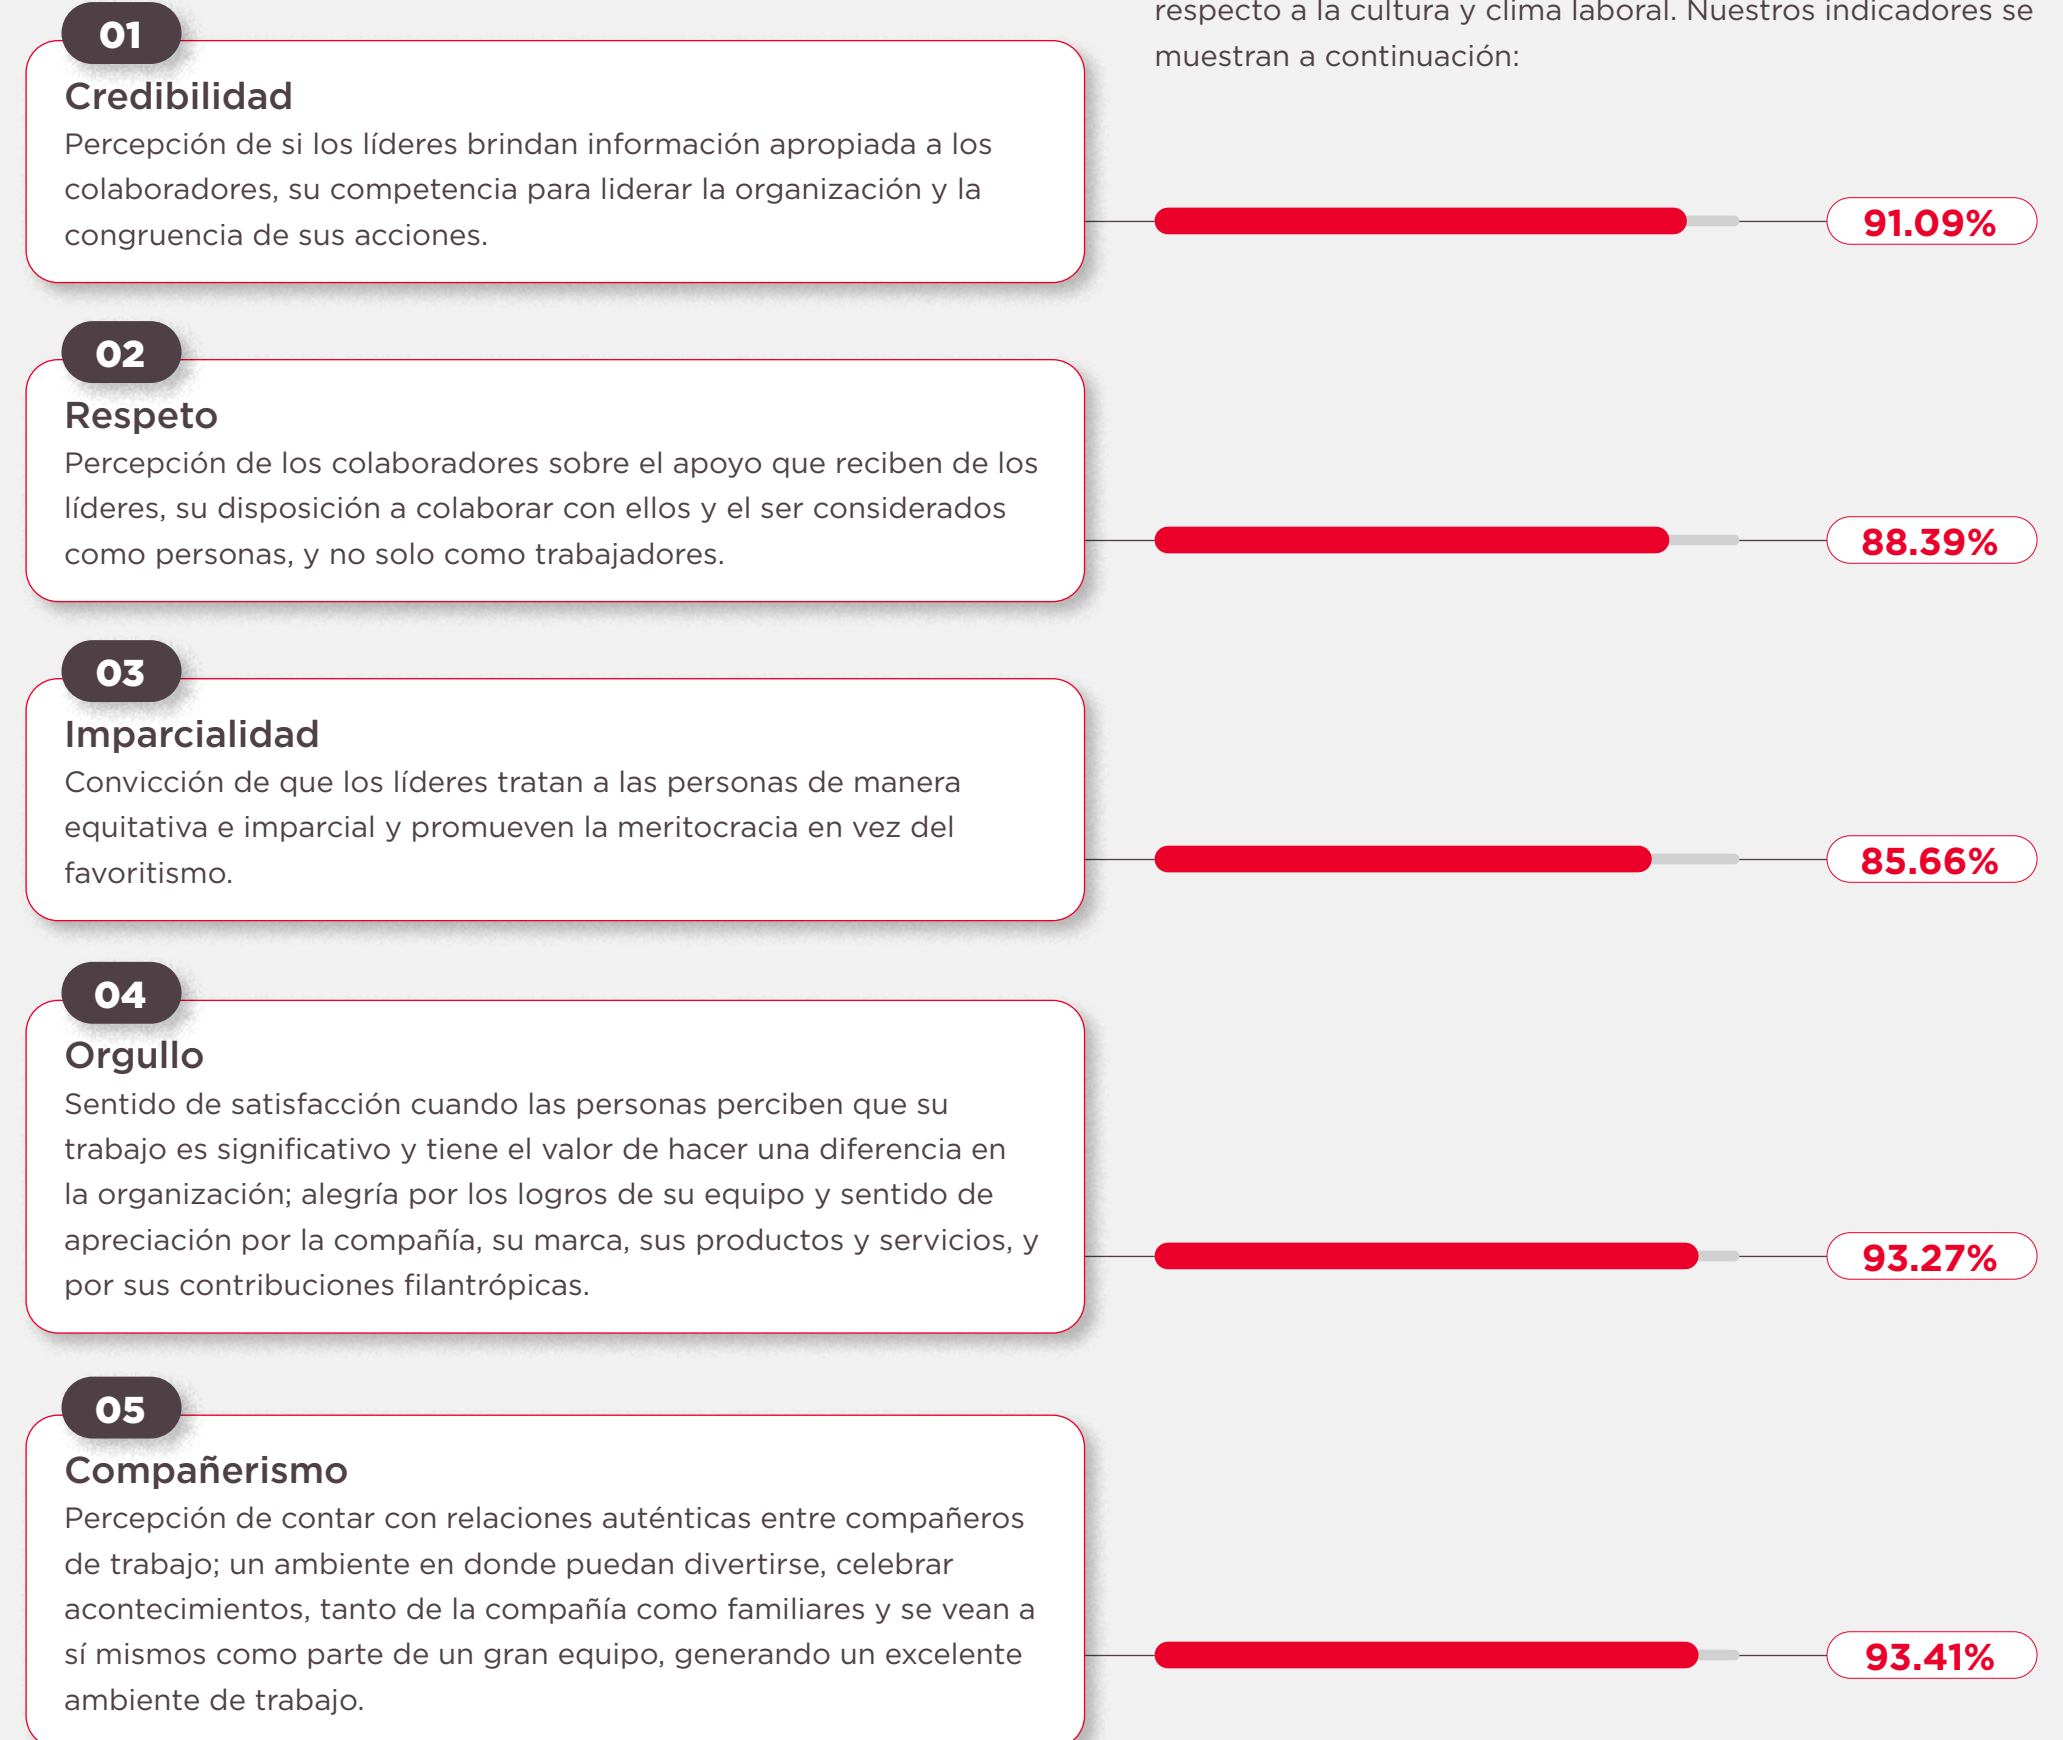 respecto a la cultura y clima laboral. Nuestros indicadores se
muestran a continuación:
01
Credibilidad
Percepción de si los líderes brindan información apropiada a los
colaboradores, su competencia para liderar la organización y la
congruencia de sus acciones.
91.09%
02
Respeto
Percepción de los colaboradores sobre el apoyo que reciben de los
líderes, su disposición a colaborar con ellos y el ser considerados
como personas, y no solo como trabajadores.
88.39%
03
Imparcialidad
Convicción de que los líderes tratan a las personas de manera
equitativa e imparcial y promueven la meritocracia en vez del
favoritismo.
85.66%
04
Orgullo
Sentido de satisfacción cuando las personas perciben que su
trabajo es significativo y tiene el valor de hacer una diferencia en
la organización; alegría por los logros de su equipo y sentido de
apreciación por la compañía, su marca, sus productos y servicios, y
por sus contribuciones filantrópicas.
93.27%
05
Compañerismo
Percepción de contar con relaciones auténticas entre compañeros
de trabajo; un ambiente en donde puedan divertirse, celebrar
acontecimientos, tanto de la compañía como familiares y se vean a
sí mismos como parte de un gran equipo, generando un excelente
ambiente de trabajo.
93.41%